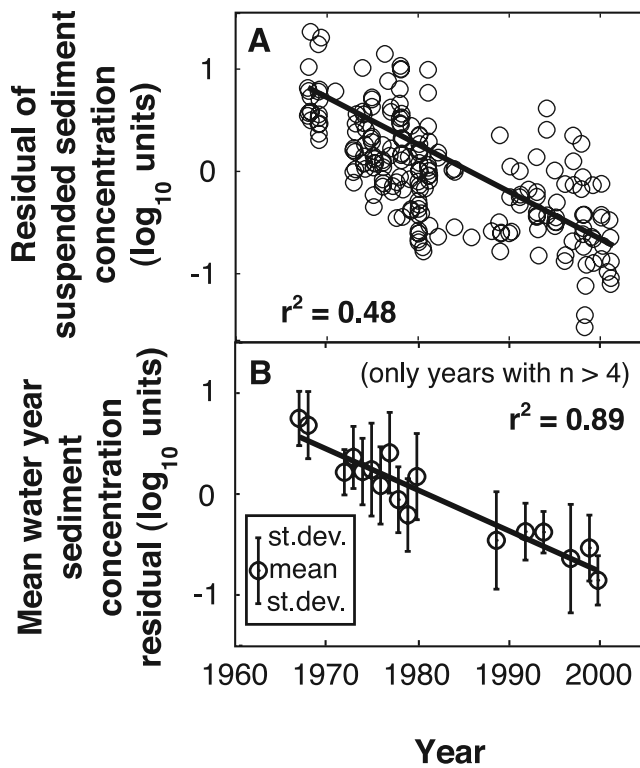 Residual of
suspended sediment
concentration
(log10 units)
A
1
0
-1
r² = 0.48
Mean water year
sediment
concentration
residual (log10 units)
B
(only years with n > 4)
r² = 0.89
1
0
-1
st.dev.
mean
st.dev.
1960
1970
1980
1990
2000
Year